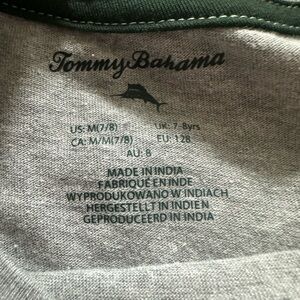 Tommy Bahama
US: M(7/8) UK: 7-8yrs
CA: M/M(7/8) EU: 128
AU: 8
MADE IN INDIA
FABRIQUÉ EN INDE
WYPRODUKOWANO W INDIACH
HERGESTELLT IN INDIEN
GEPRODUCEERD IN INDIA